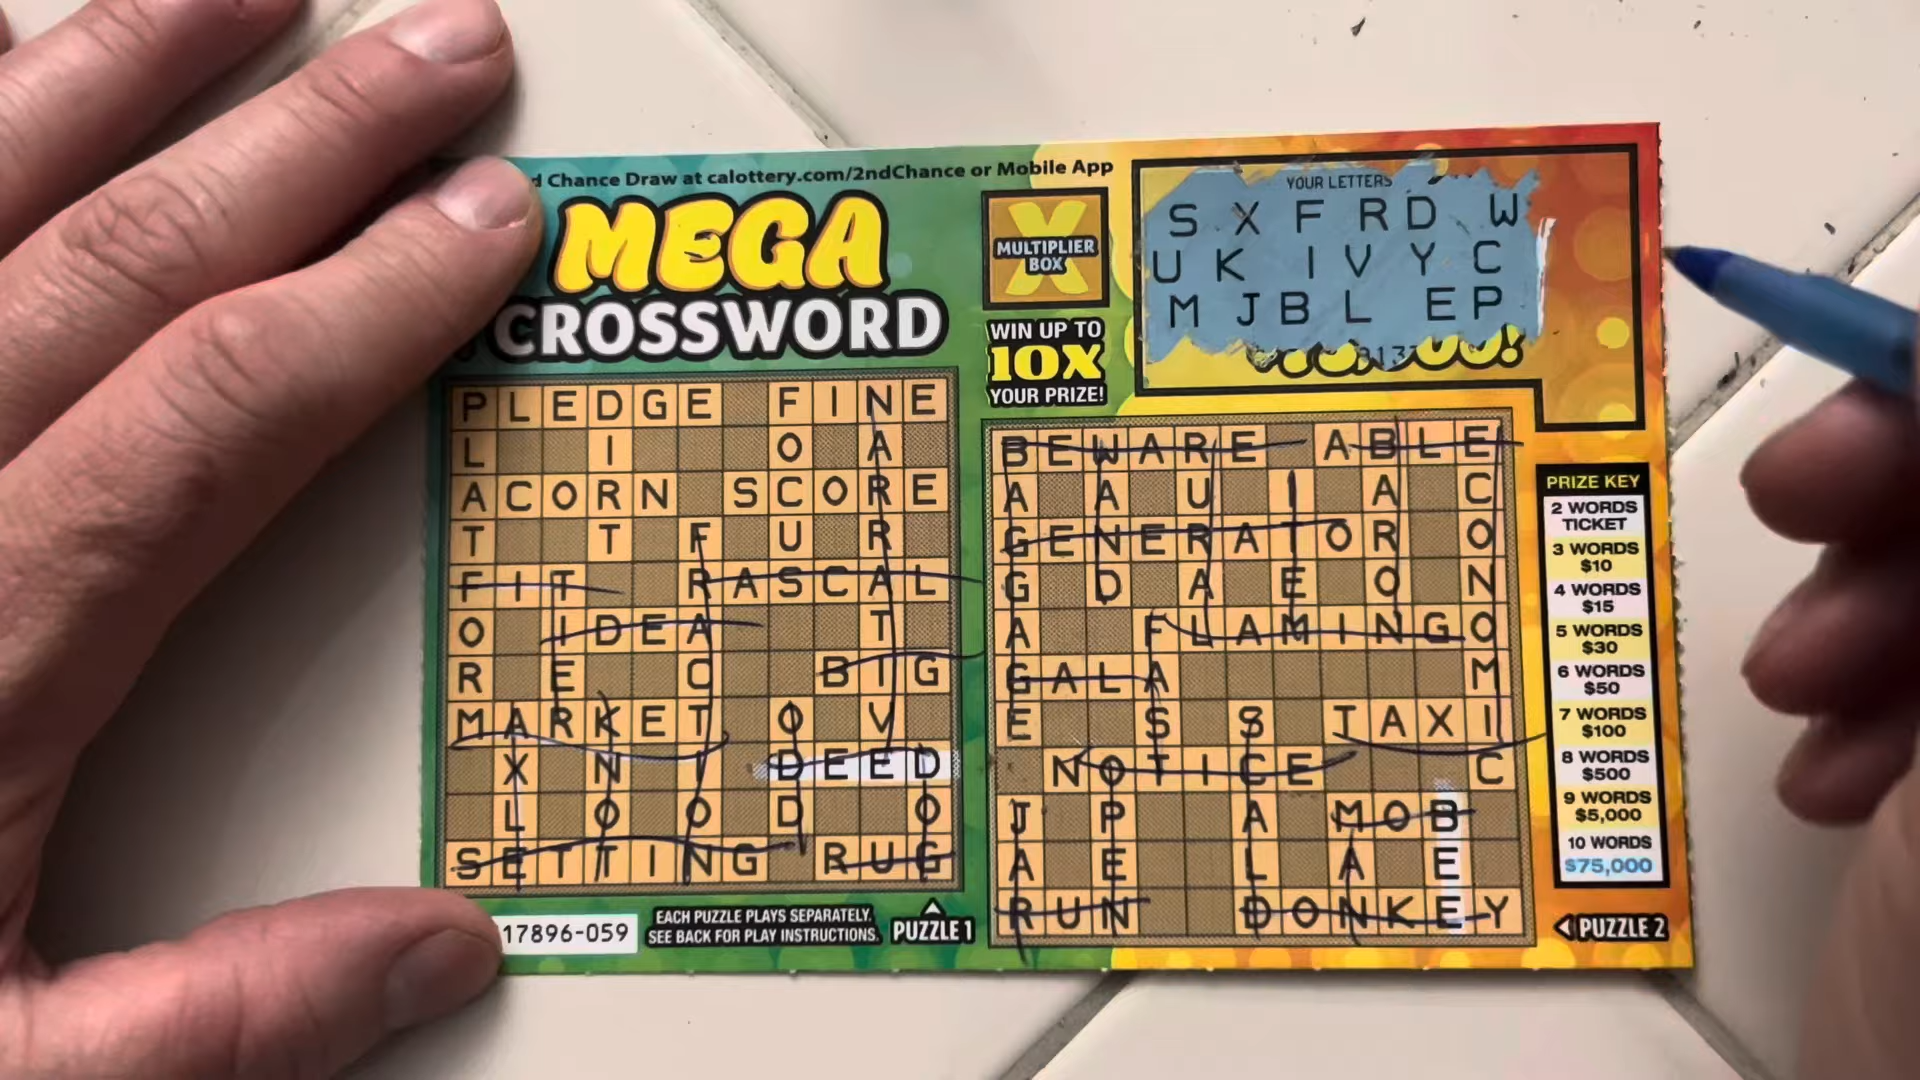 d Chance Draw at calottery.com/2ndChance or Mobile App
MEGA
CROSSWORD
X
MULTIPLIER
BOX
WIN UP TO
10X
YOUR PRIZE!
YOUR LETTERS
S X F R D W
U K I V Y C
M J B L E P
PLEDGE FINE
L I O A
ACORN SCORE
T T F U R
FIT RASCAL
O IDEA T
R E C BIG
MARKET O V
X N I DEED
L O O D O
SETTING RUG
BEWARE ABLE
A A U I A C
GENERATOR O
G D A E O N
A FLAMINGO
GALA M
E S S TAXI
NOTICE C
J P A MOB
A E L A E
RUN DONKEY
PRIZE KEY
2 WORDS
TICKET
3 WORDS
$10
4 WORDS
$15
5 WORDS
$30
6 WORDS
$50
7 WORDS
$100
8 WORDS
$500
9 WORDS
$5,000
10 WORDS
$75,000
17896-059
EACH PUZZLE PLAYS SEPARATELY.
SEE BACK FOR PLAY INSTRUCTIONS.
PUZZLE 1
PUZZLE 2